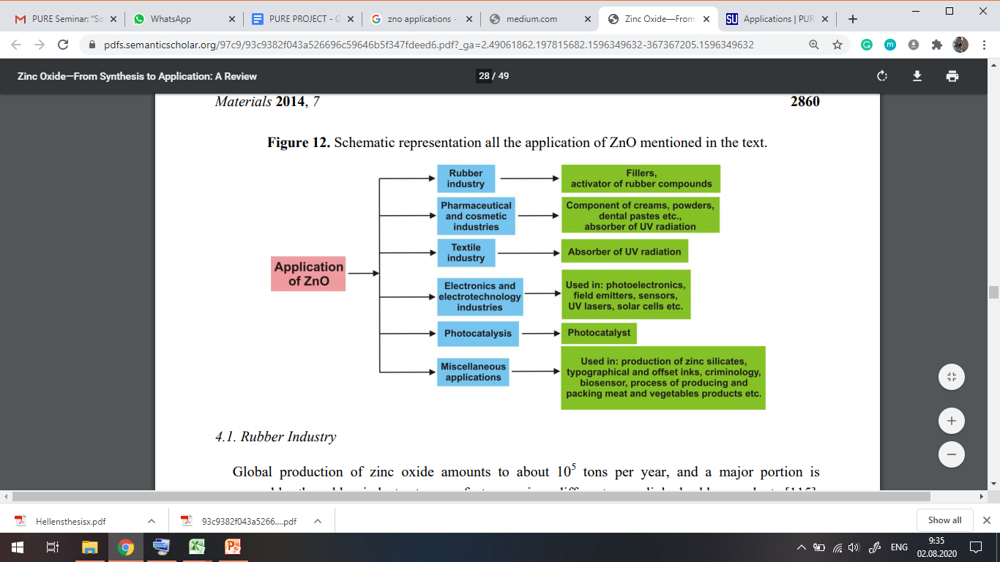 PURE Seminar: "Sc
WhatsApp
PURE PROJECT - G
zno applications -
medium.com
Zinc Oxide—From
SU Applications | PUR
pdfs.semanticscholar.org/97c9/93c9382f043a526696c59646b5f347fdeed6.pdf?_ga=2.49061862.197815682.1596349632-367367205.1596349632
Zinc Oxide—From Synthesis to Application: A Review
28 / 49
Materials 2014, 7
2860
Figure 12. Schematic representation all the application of ZnO mentioned in the text.
Application
of ZnO
Rubber
industry
Fillers,
activator of rubber compounds
Pharmaceutical
and cosmetic
industries
Component of creams, powders,
dental pastes etc.,
absorber of UV radiation
Textile
industry
Absorber of UV radiation
Electronics and
electrotechnology
industries
Used in: photoelectronics,
field emitters, sensors,
UV lasers, solar cells etc.
Photocatalysis
Photocatalyst
Miscellaneous
applications
Used in: production of zinc silicates,
typographical and offset inks, criminology,
biosensor, process of producing and
packing meat and vegetables products etc.
4.1. Rubber Industry
Global production of zinc oxide amounts to about 10⁵ tons per year, and a major portion is
Hellensthesisx.pdf
93c9382f043a5266....pdf
Show all
ENG
9:35
02.08.2020